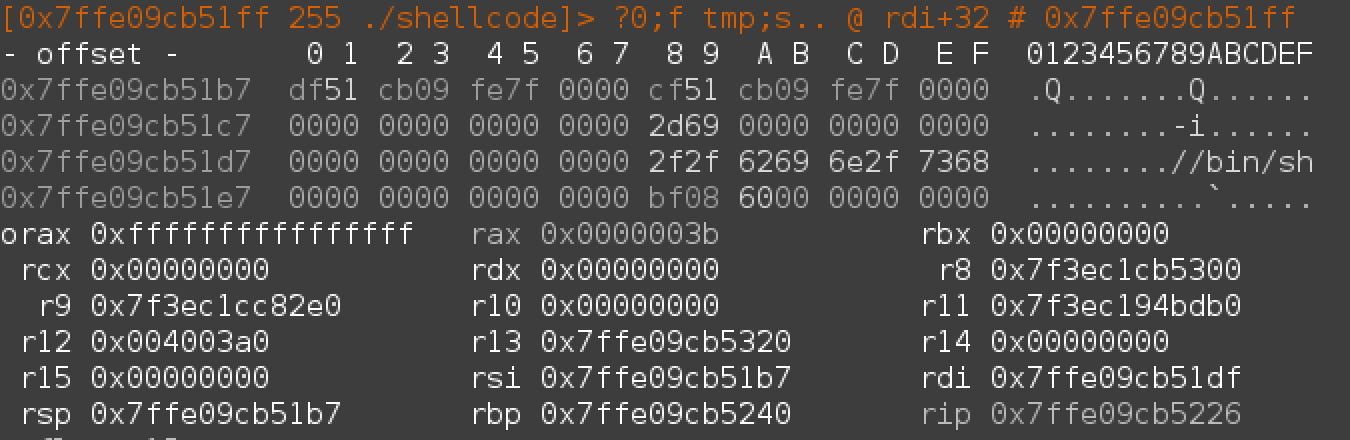 [0x7ffe09cb51ff 255 ./shellcode]> ?0;f tmp;s.. @ rdi+32 # 0x7ffe09cb51ff
- offset - 0 1 2 3 4 5 6 7 8 9 A B C D E F 0123456789ABCDEF
0x7ffe09cb51b7 df51 cb09 fe7f 0000 cf51 cb09 fe7f 0000 .Q.......Q......
0x7ffe09cb51c7 0000 0000 0000 0000 2d69 0000 0000 0000 ........-i......
0x7ffe09cb51d7 0000 0000 0000 0000 2f2f 6269 6e2f 7368 ........//bin/sh
0x7ffe09cb51e7 0000 0000 0000 0000 bf08 6000 0000 0000 ..........`.....
orax 0xffffffffffffffff rax 0x0000003b rbx 0x00000000
rcx 0x00000000 rdx 0x00000000 r8 0x7f3ec1cb5300
r9 0x7f3ec1cc82e0 r10 0x00000000 r11 0x7f3ec194bdb0
r12 0x004003a0 r13 0x7ffe09cb5320 r14 0x00000000
r15 0x00000000 rsi 0x7ffe09cb51b7 rdi 0x7ffe09cb51df
rsp 0x7ffe09cb51b7 rbp 0x7ffe09cb5240 rip 0x7ffe09cb5226